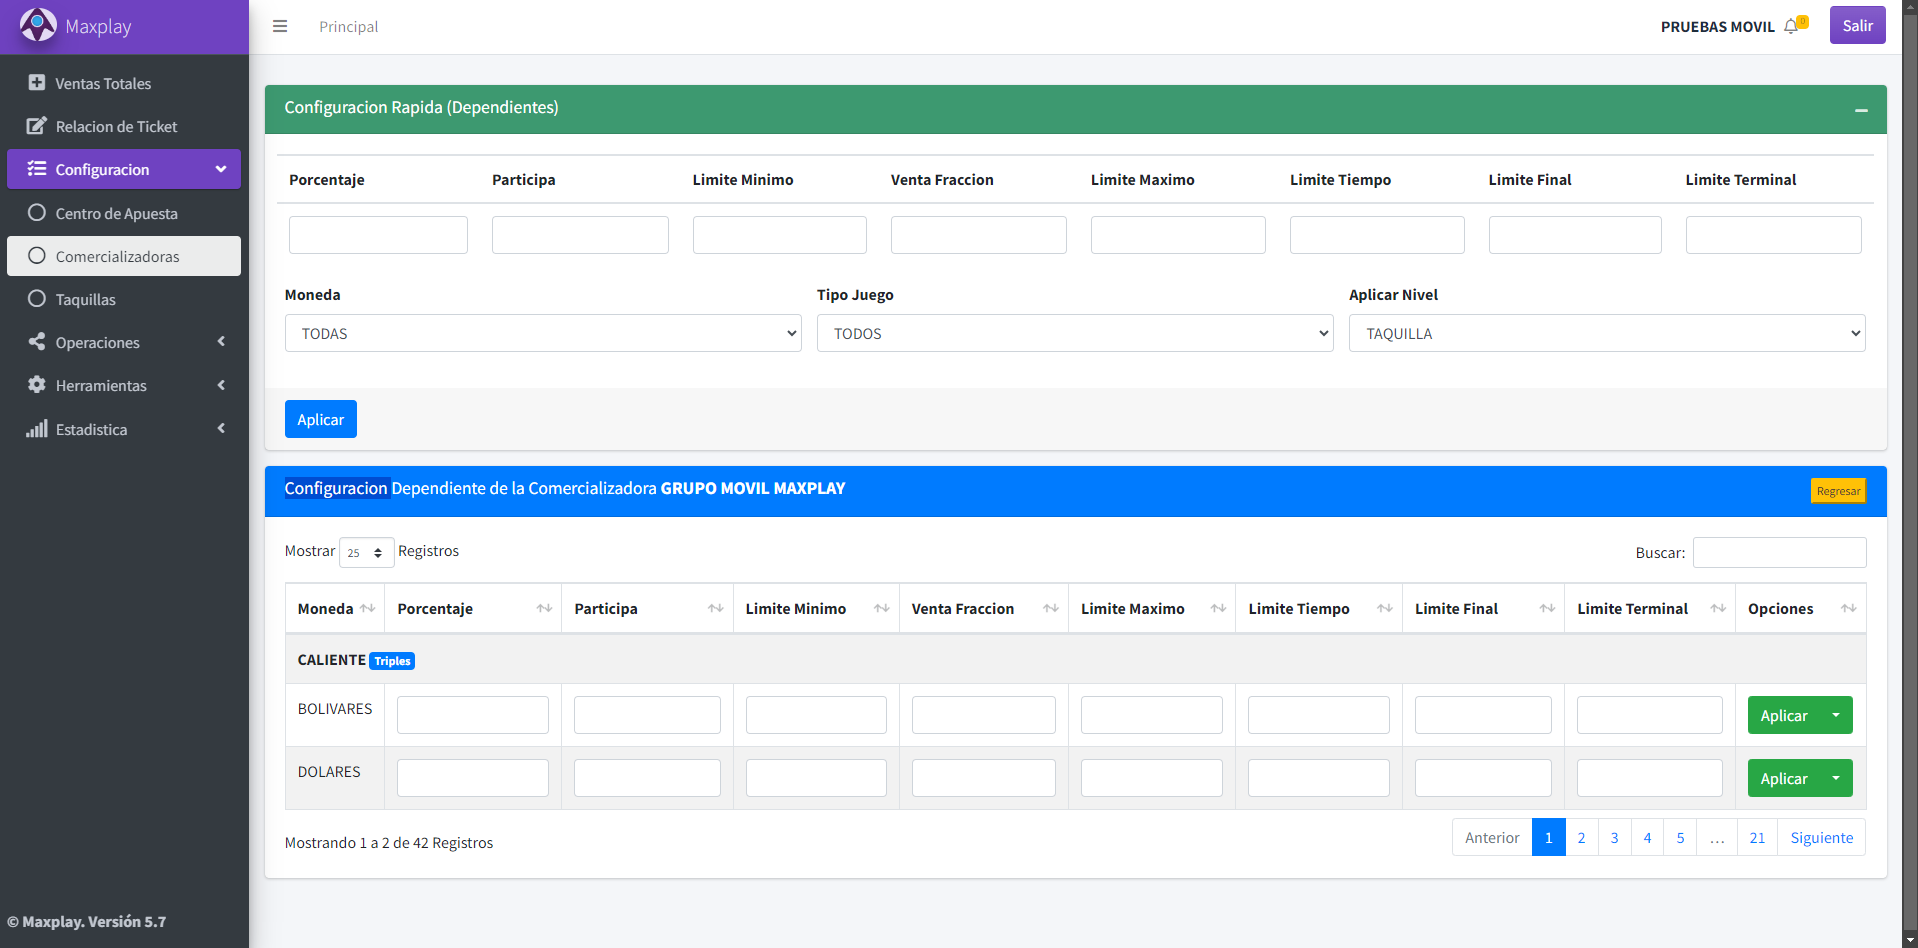 Maxplay
Principal
PRUEBAS MOVIL
0
Salir
Ventas Totales
Relacion de Ticket
Configuracion
Centro de Apuesta
Comercializadoras
Taquillas
Operaciones
Herramientas
Estadistica
© Maxplay. Versión 5.7
Configuracion Rapida (Dependientes)
Porcentaje Participa Limite Minimo Venta Fraccion Limite Maximo Limite Tiempo Limite Final Limite Terminal
Moneda Tipo Juego Aplicar Nivel
TODAS TODOS TAQUILLA
Aplicar
Configuracion Dependiente de la Comercializadora GRUPO MOVIL MAXPLAY
Regresar
Mostrar 25 Registros
Buscar:
Moneda Porcentaje Participa Limite Minimo Venta Fraccion Limite Maximo Limite Tiempo Limite Final Limite Terminal Opciones
CALIENTE Triples
BOLIVARES Aplicar
DOLARES Aplicar
Mostrando 1 a 2 de 42 Registros
Anterior 1 2 3 4 5 … 21 Siguiente